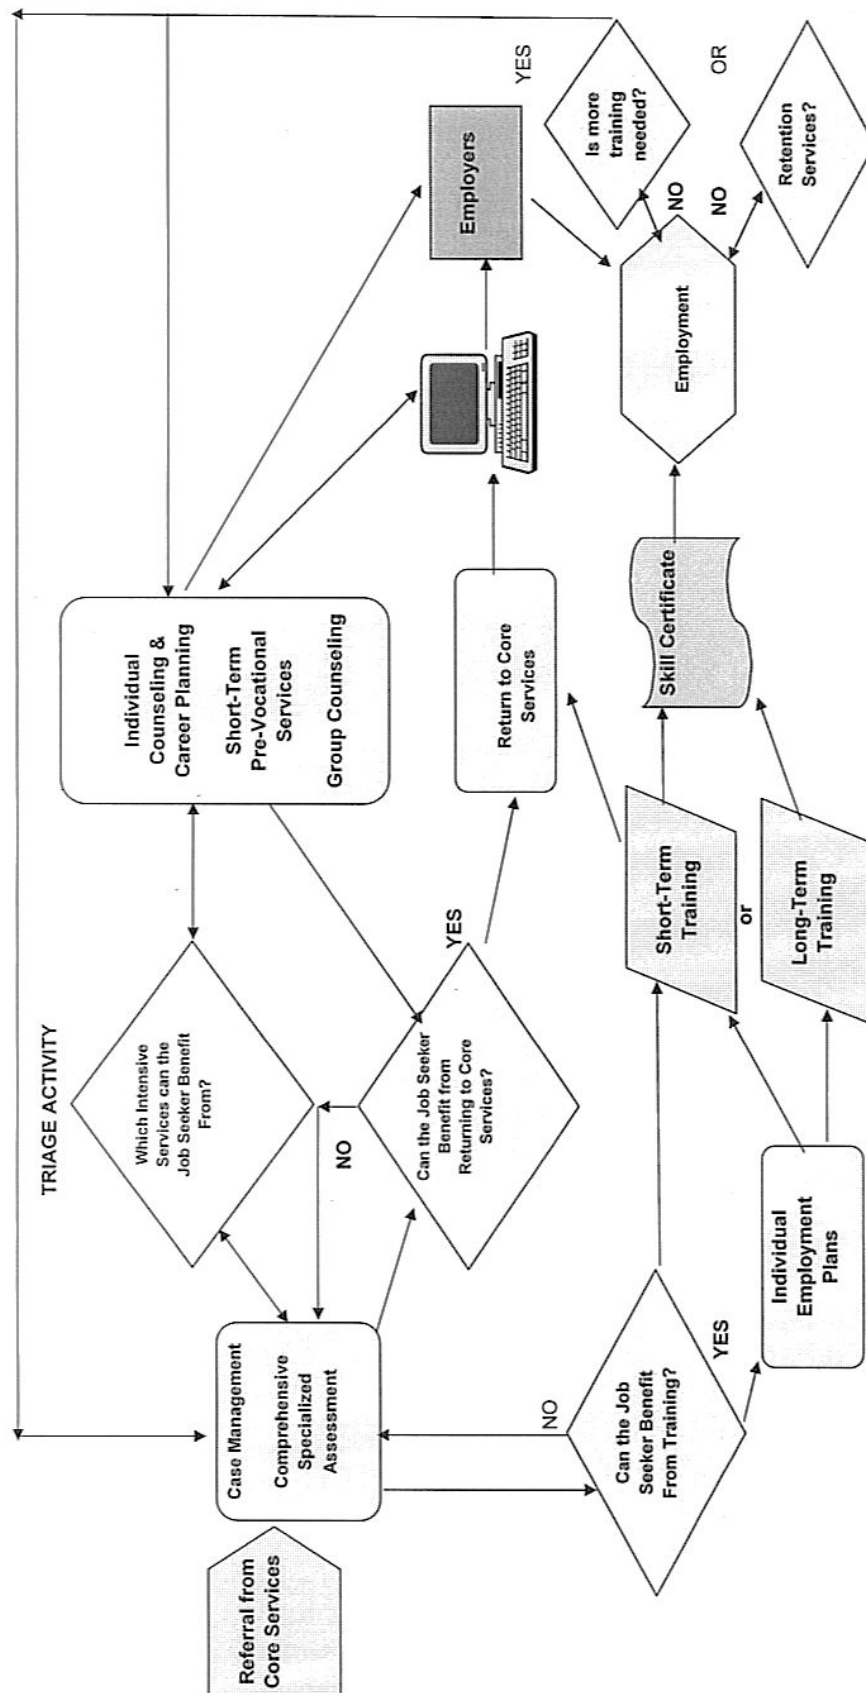 Referral from
Core Services
Case Management
Comprehensive
Specialized
Assessment
TRIAGE ACTIVITY
Which Intensive
Services can the
Job Seeker Benefit
From?
Individual
Counseling &
Career Planning
Short-Term
Pre-Vocational
Services
Group Counseling
NO
Can the Job Seeker
Benefit from
Returning to Core
Services?
YES
Return to Core
Services
Employers
NO
Can the Job
Seeker Benefit
From Training?
YES
Individual
Employment
Plans
Short-Term
Training
or
Long-Term
Training
Skill Certificate
Employment
YES
Is more
training
needed?
NO
OR
NO
Retention
Services?